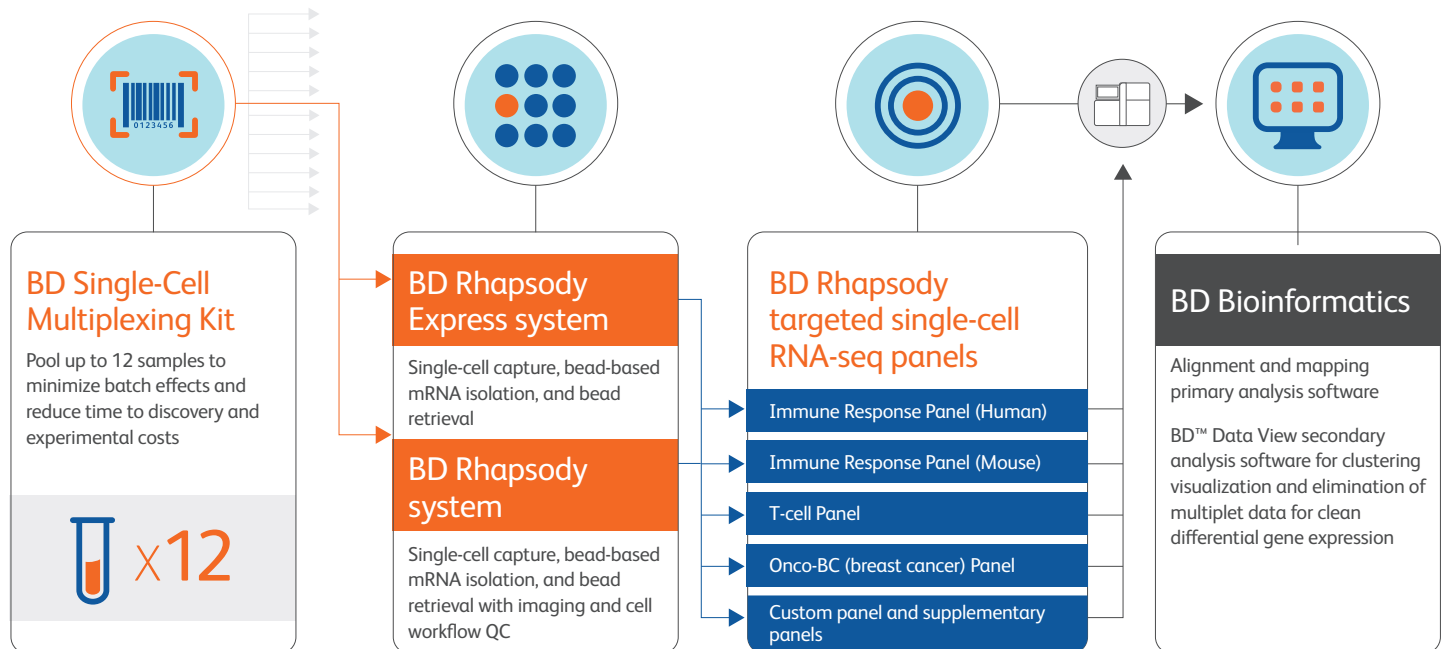 0123456
BD Single-Cell
Multiplexing Kit
Pool up to 12 samples to
minimize batch effects and
reduce time to discovery and
experimental costs
x12
BD Rhapsody
Express system
Single-cell capture, bead-based
mRNA isolation, and bead
retrieval
BD Rhapsody
system
Single-cell capture, bead-based
mRNA isolation, and bead
retrieval with imaging and cell
workflow QC
BD Rhapsody
targeted single-cell
RNA-seq panels
Immune Response Panel (Human)
Immune Response Panel (Mouse)
T-cell Panel
Onco-BC (breast cancer) Panel
Custom panel and supplementary
panels
BD Bioinformatics
Alignment and mapping
primary analysis software
BD™ Data View secondary
analysis software for clustering
visualization and elimination of
multiplet data for clean
differential gene expression